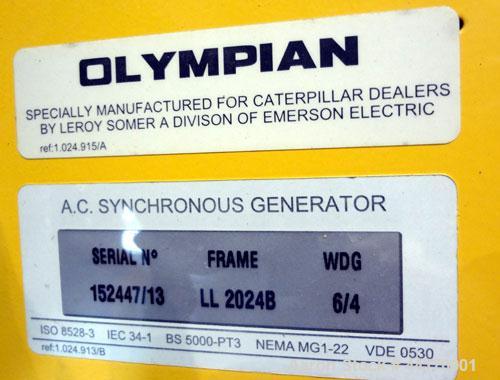 OLYMPIAN
SPECIALLY MANUFACTURED FOR CATERPILLAR DEALERS
BY LEROY SOMER A DIVISON OF EMERSON ELECTRIC
ref:1.024.915/A
A.C. SYNCHRONOUS GENERATOR
SERIAL Nº FRAME WDG
152447/13 LL 2024B 6/4
ISO 8528-3 IEC 34-1 BS 5000-PT3 NEMA MG1-22 VDE 0530
ref:1.024.913/B